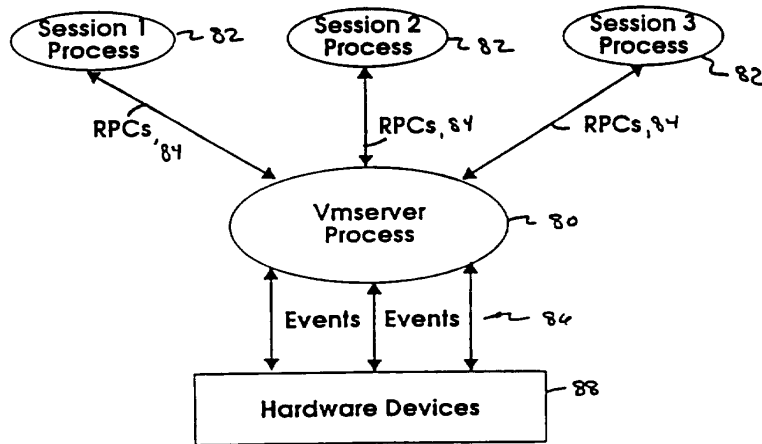 Session 1
Process
82
Session 2
Process
82
Session 3
Process
82
RPCs,
84
RPCs, 84
RPCs, 84
Vmserver
Process
80
Events
Events
86
88
Hardware Devices